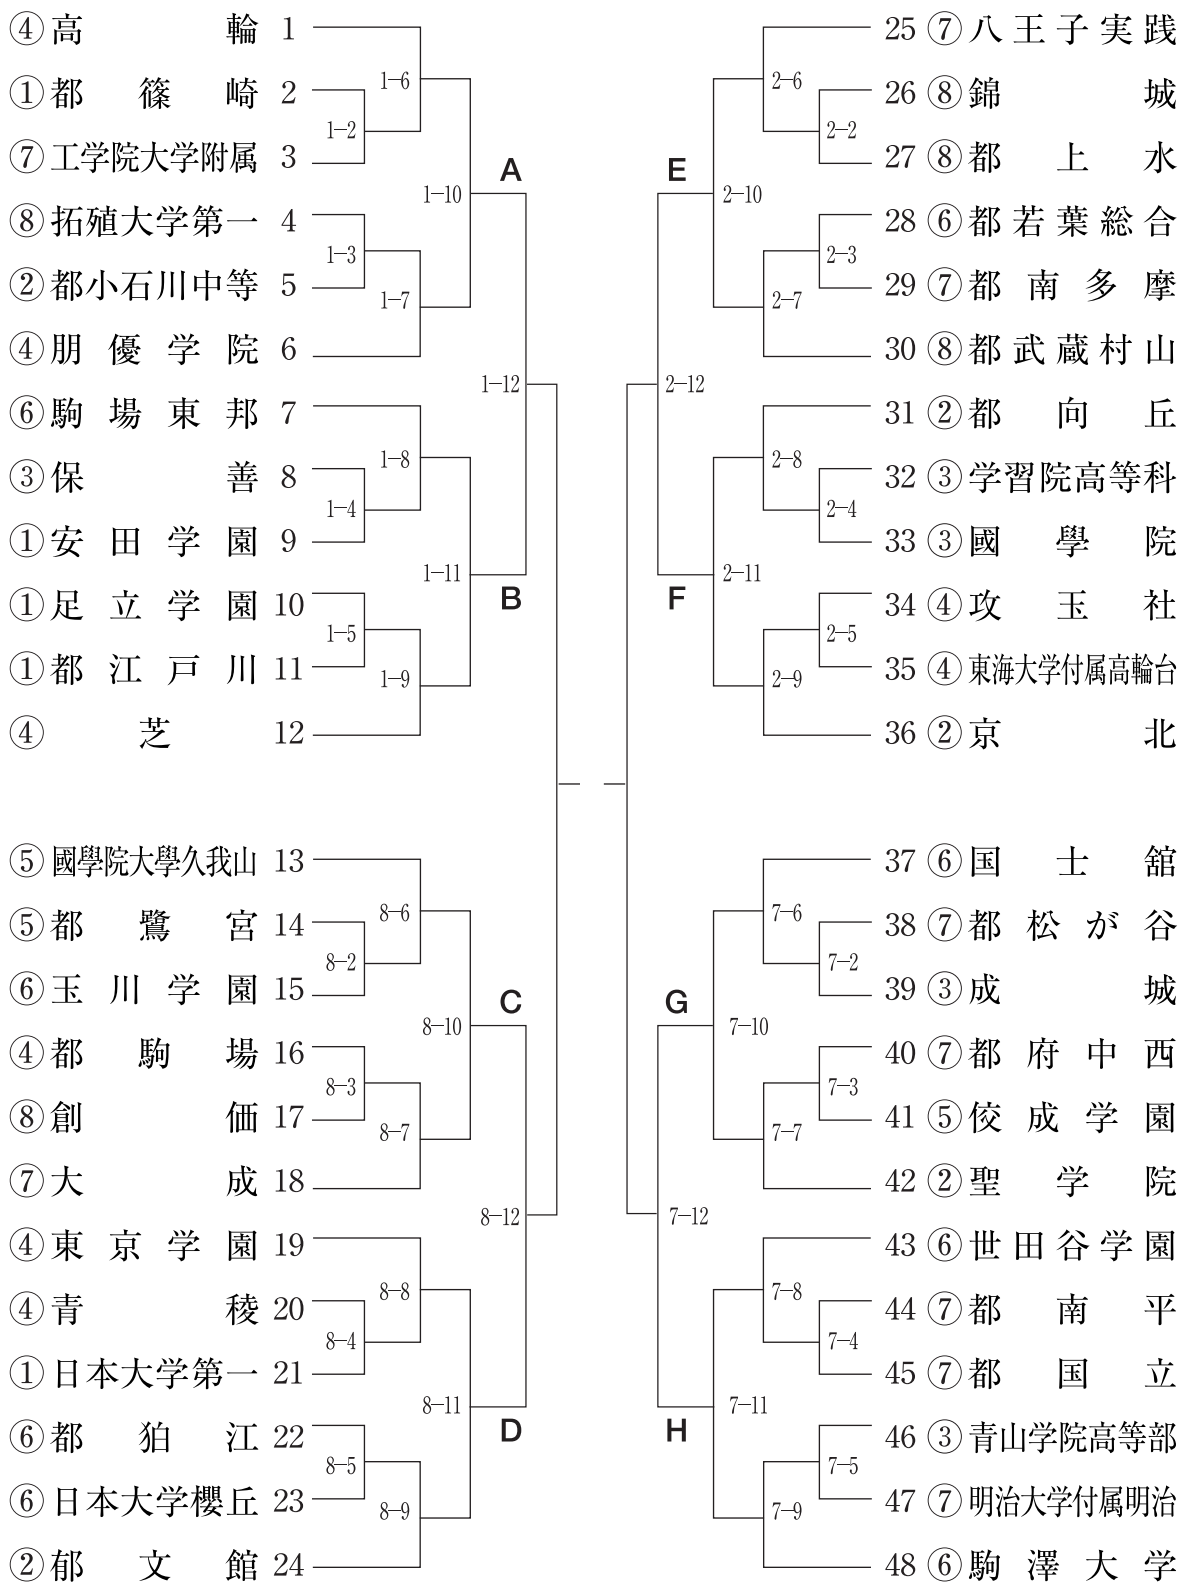 ④高輪 1
①都篠崎 2
⑦工学院大学附属 3
⑧拓殖大学第一 4
②都小石川中等 5
④朋優学院 6
⑥駒場東邦 7
③保善 8
①安田学園 9
①足立学園 10
①都江戸川 11
④芝 12
⑤國學院大學久我山 13
⑤都鷺宮 14
⑥玉川学園 15
④都駒場 16
⑧創価 17
⑦大成 18
④東京学園 19
④青稜 20
①日本大学第一 21
⑥都狛江 22
⑥日本大学櫻丘 23
②郁文館 24
1-6
1-2
A
1-10
1-3
1-7
1-12
1-8
1-4
1-11
B
1-5
1-9
8-6
8-2
C
8-10
8-3
8-7
8-12
8-8
8-4
8-11
D
8-5
8-9
2-6
2-2
E
2-10
2-3
2-7
2-12
2-8
2-4
2-11
F
2-5
2-9
7-6
7-2
G
7-10
7-3
7-7
7-12
7-8
7-4
7-11
H
7-5
7-9
25 ⑦八王子実践
26 ⑧錦城
27 ⑧都上水
28 ⑥都若葉総合
29 ⑦都南多摩
30 ⑧都武蔵村山
31 ②都向丘
32 ③学習院高等科
33 ③國學院
34 ④攻玉社
35 ④東海大学付属高輪台
36 ②京北
37 ⑥国士舘
38 ⑦都松が谷
39 ③成城
40 ⑦都府中西
41 ⑤佼成学園
42 ②聖学院
43 ⑥世田谷学園
44 ⑦都南平
45 ⑦都国立
46 ③青山学院高等部
47 ⑦明治大学付属明治
48 ⑥駒澤大学